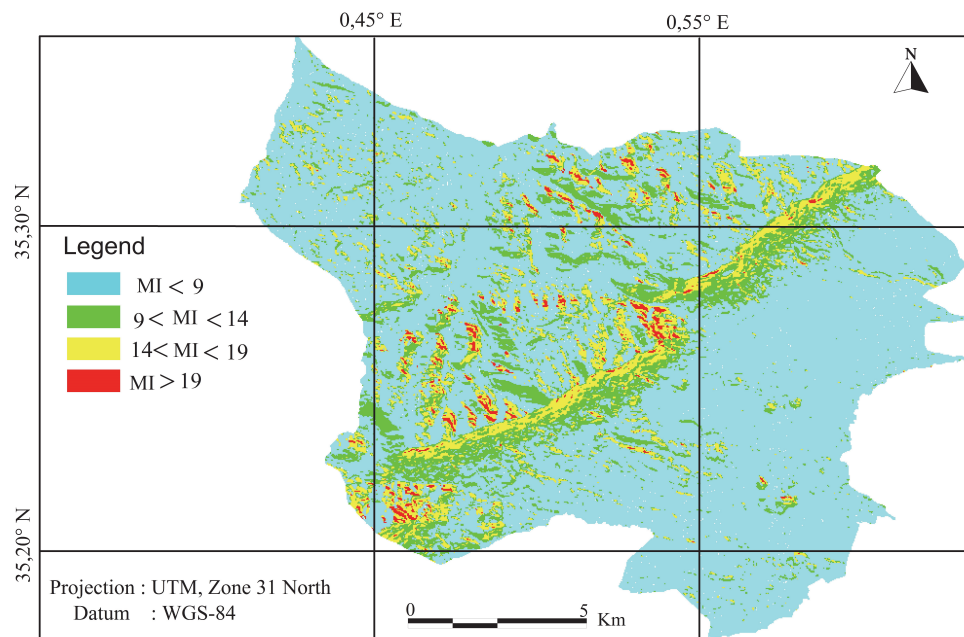 0,45° E
0,55° E
N
35,30° N
Legend
MI < 9
9 < MI < 14
14 < MI < 19
MI > 19
35,20° N
Projection : UTM, Zone 31 North
Datum : WGS-84
0 5 Km